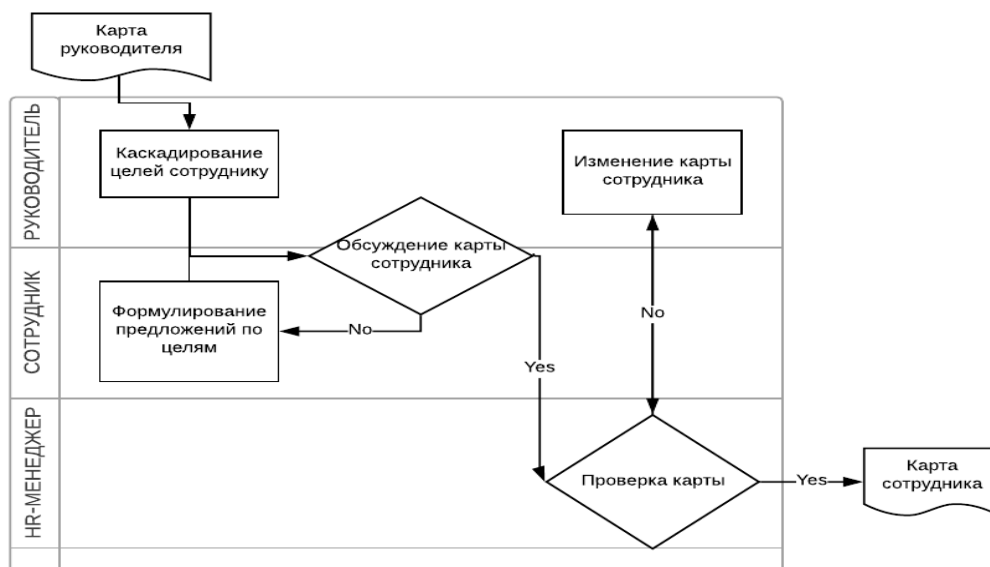 Карта
руководителя
РУКОВОДИТЕЛЬ
Каскадирование
целей сотруднику
Изменение карты
сотрудника
Обсуждение карты
сотрудника
СОТРУДНИК
Формулирование
предложений по
целям
No
No
Yes
HR-МЕНЕДЖЕР
Проверка карты
Yes
Карта
сотрудника